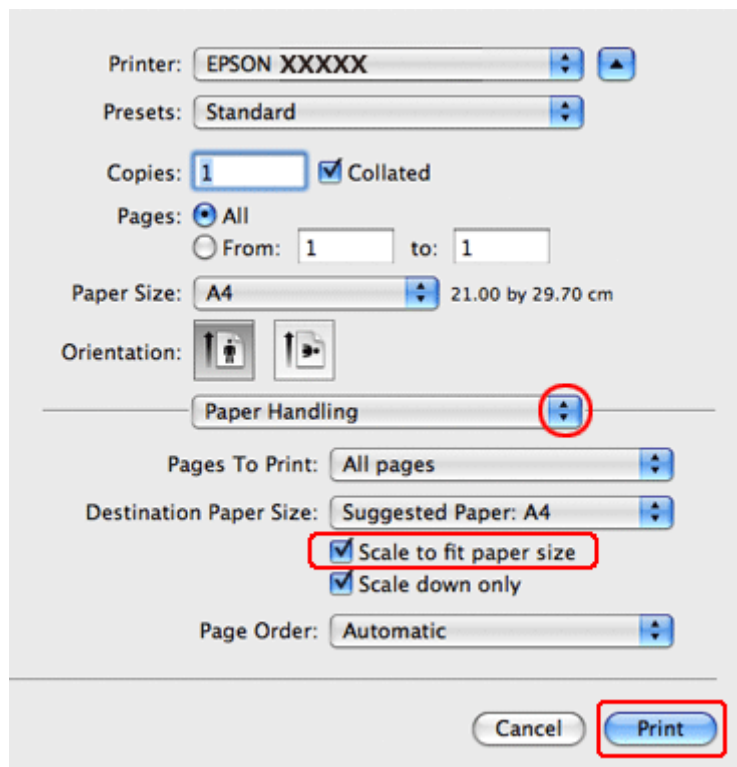 Printer: EPSON XXXXX
Presets: Standard
Copies: 1 Collated
Pages: All
From: 1 to: 1
Paper Size: A4 21.00 by 29.70 cm
Orientation:
Paper Handling
Pages To Print: All pages
Destination Paper Size: Suggested Paper: A4
Scale to fit paper size
Scale down only
Page Order: Automatic
Cancel Print